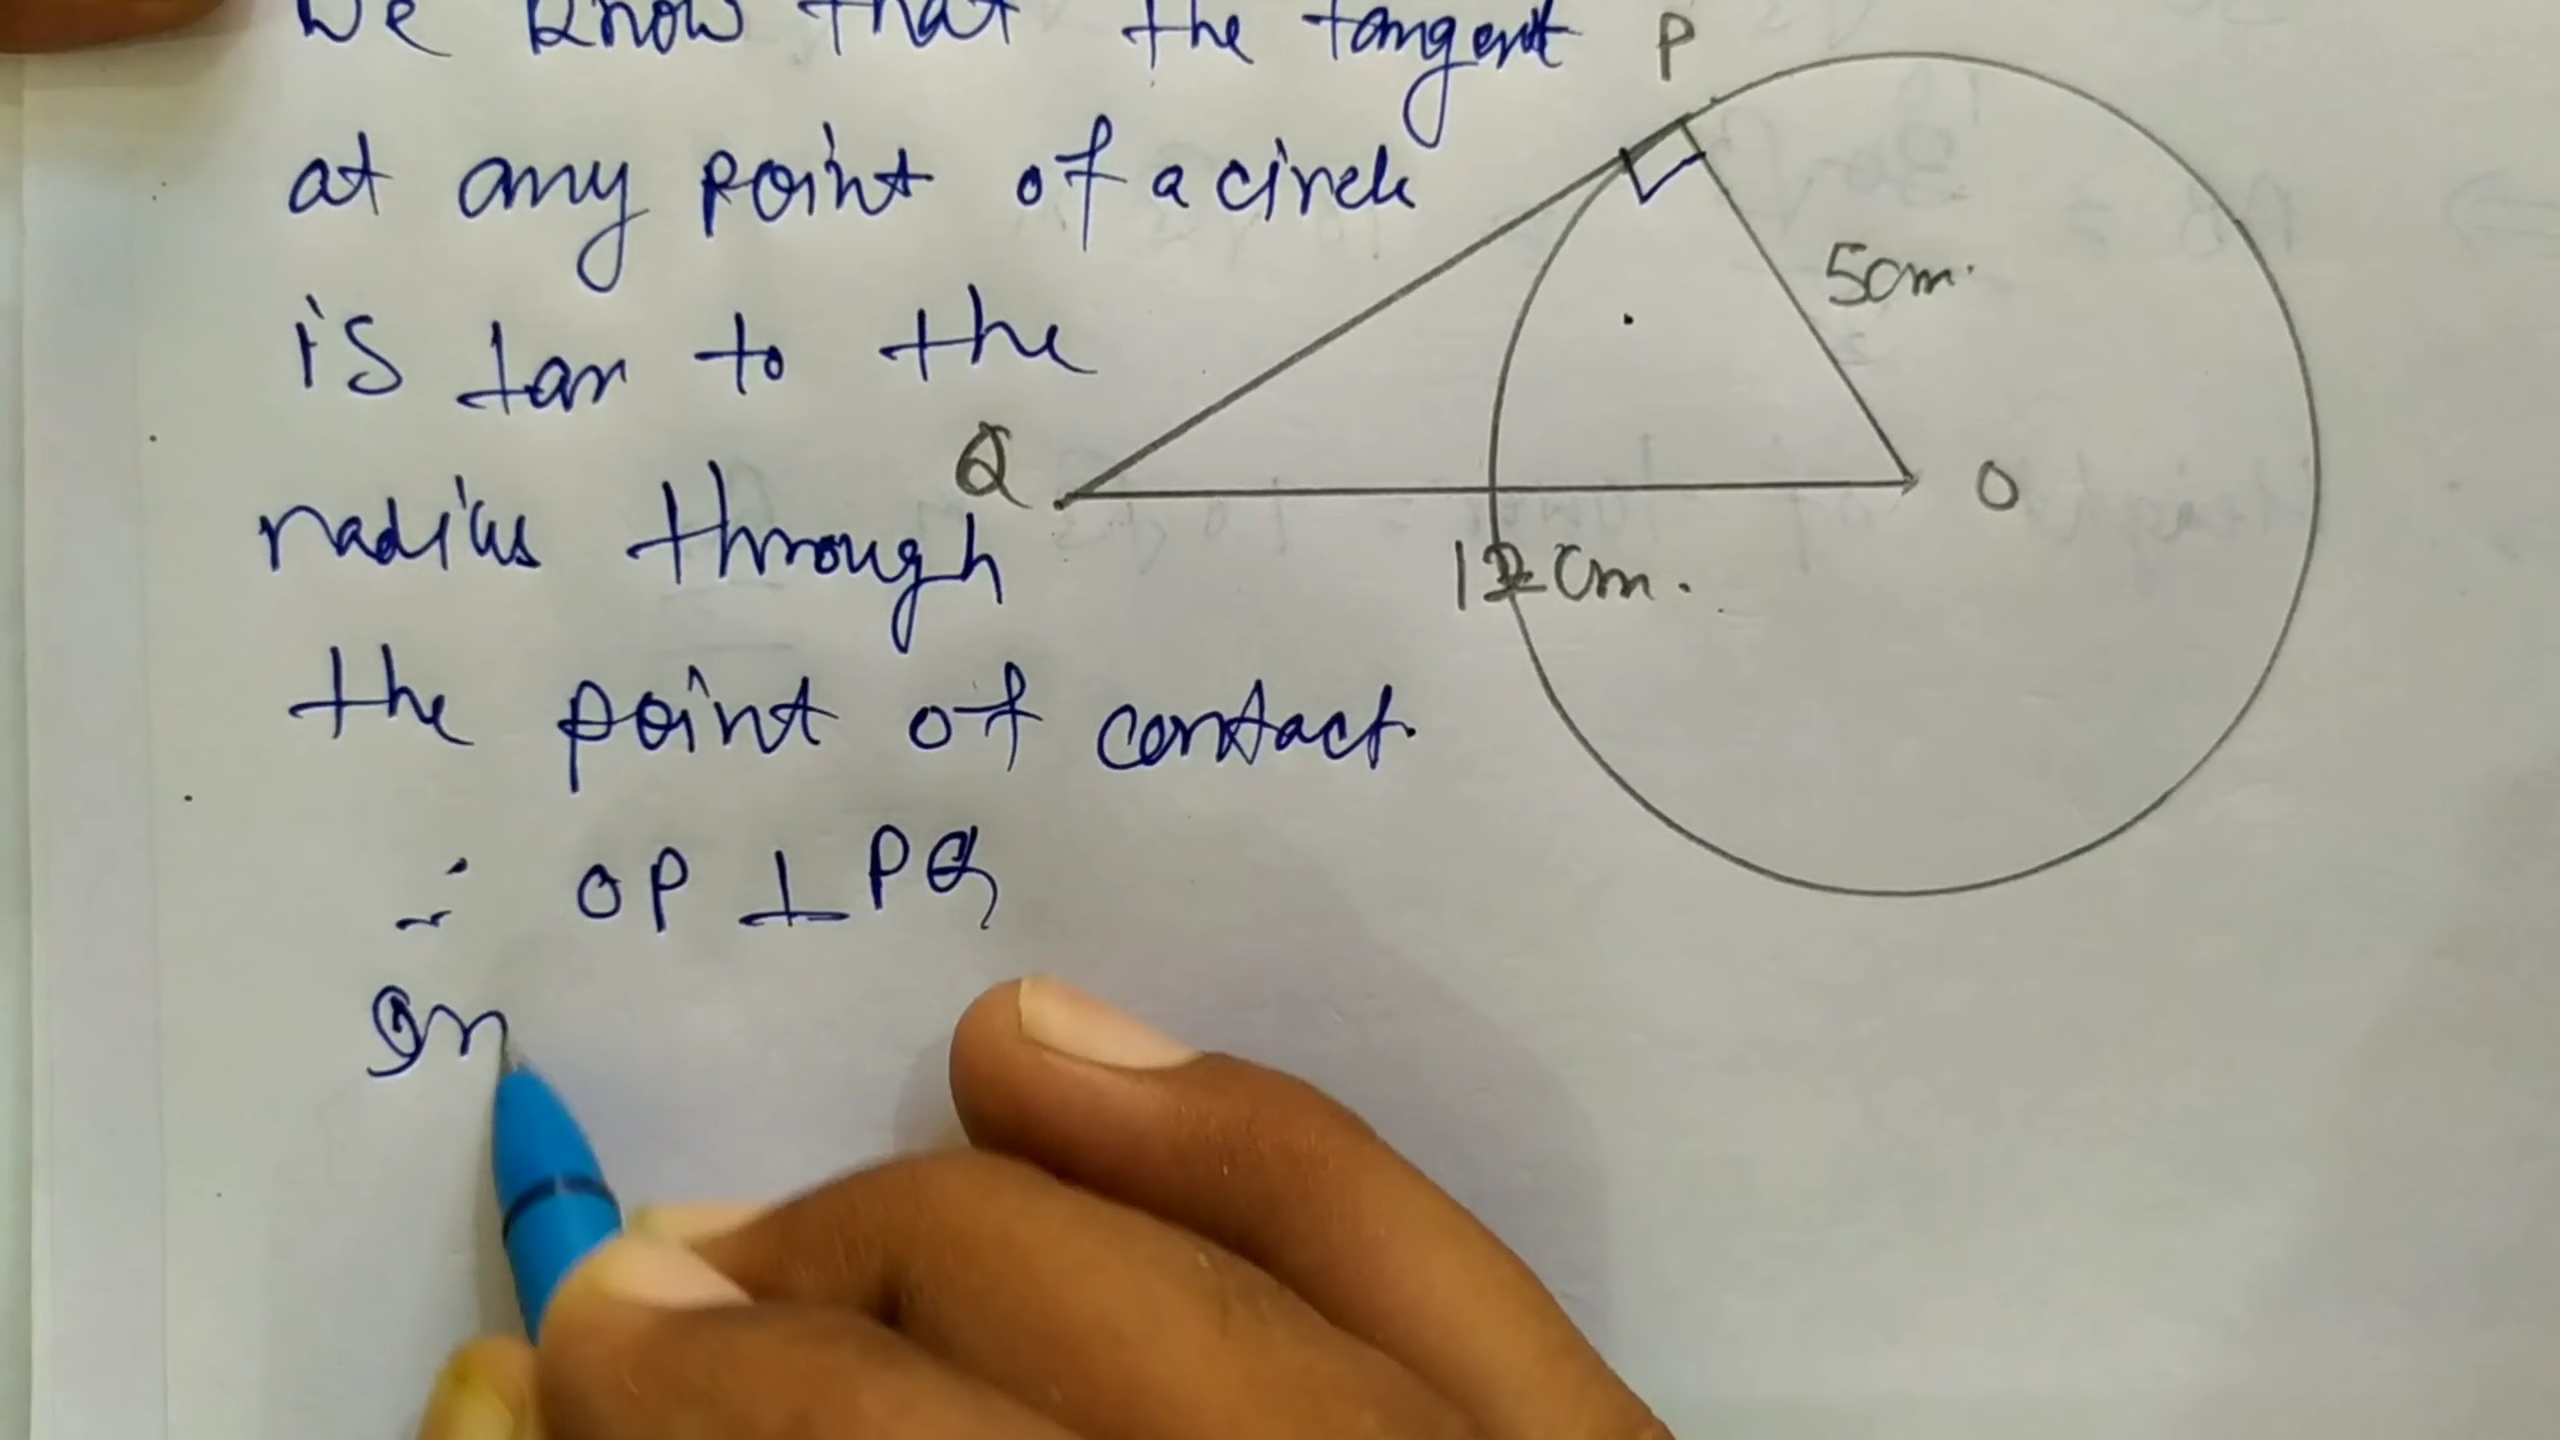 We know that the tangent
at any point of a circle
is ⊥ar to the
radius through
the point of contact.
∴ OP ⊥ PQ
In
P
5cm.
Q
O
12cm.